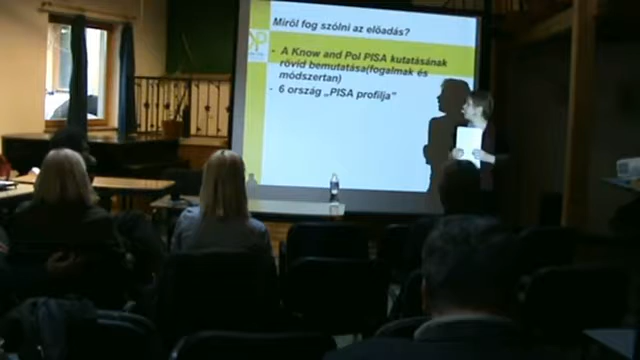 Miről fog szólni az előadás?
- A Know and Pol PISA kutatásának
rövid bemutatása(fogalmak és
módszertan)
- 6 ország „PISA profilja"